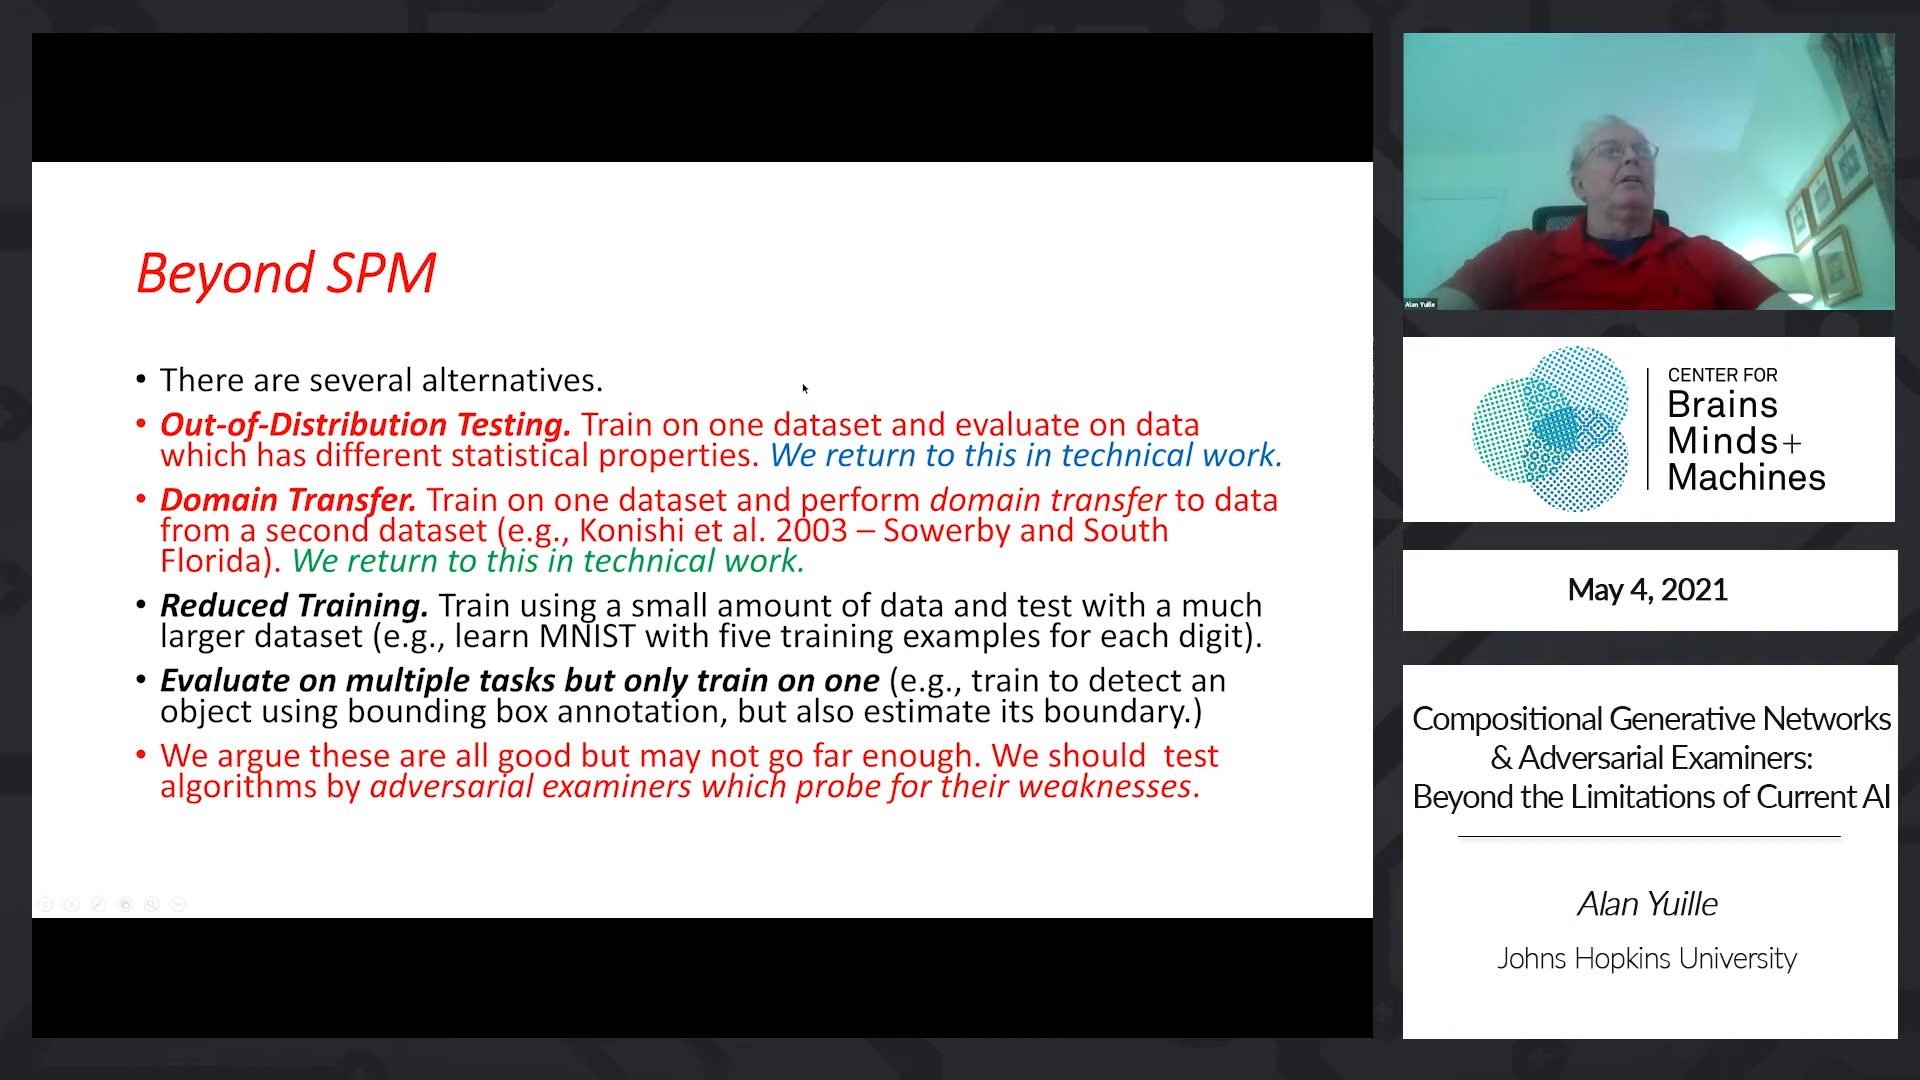 Beyond SPM
• There are several alternatives.
• Out-of-Distribution Testing. Train on one dataset and evaluate on data
which has different statistical properties. We return to this in technical work.
• Domain Transfer. Train on one dataset and perform domain transfer to data
from a second dataset (e.g., Konishi et al. 2003 – Sowerby and South
Florida). We return to this in technical work.
• Reduced Training. Train using a small amount of data and test with a much
larger dataset (e.g., learn MNIST with five training examples for each digit).
• Evaluate on multiple tasks but only train on one (e.g., train to detect an
object using bounding box annotation, but also estimate its boundary.)
• We argue these are all good but may not go far enough. We should  test
algorithms by adversarial examiners which probe for their weaknesses.
Alan Yuille
CENTER FOR
Brains
Minds+
Machines
May 4, 2021
Compositional Generative Networks
& Adversarial Examiners:
Beyond the Limitations of Current AI
Alan Yuille
Johns Hopkins University